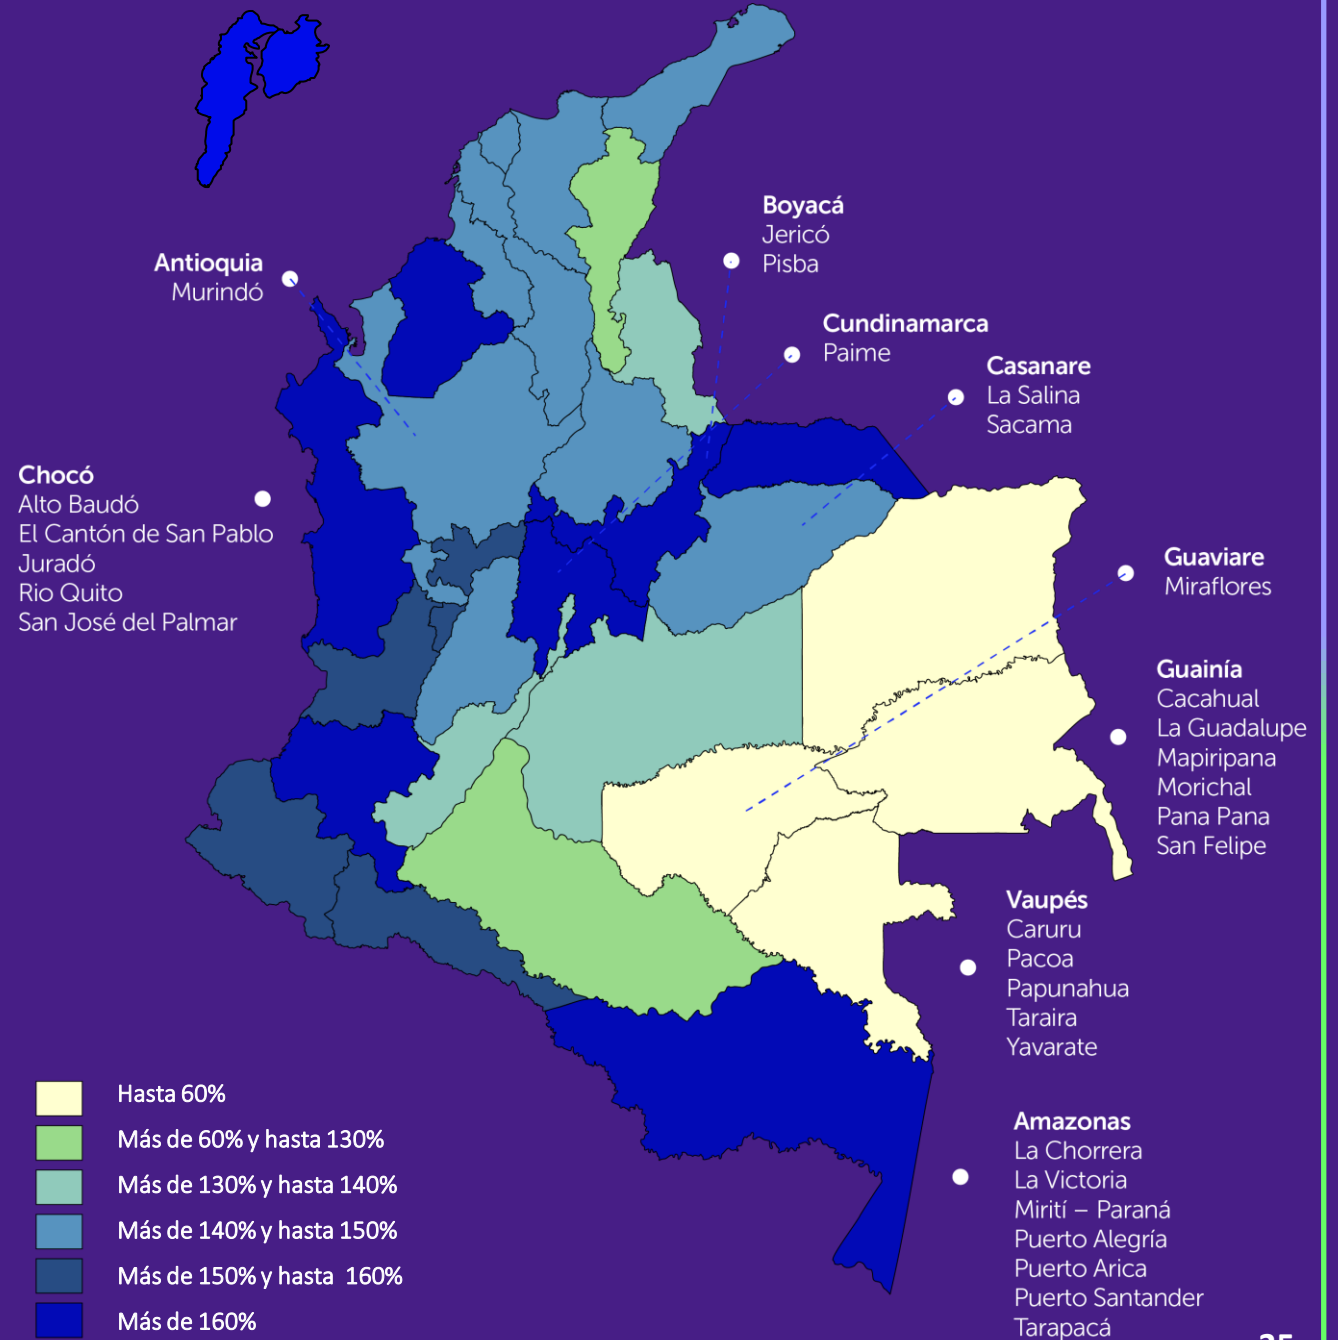 Boyacá
Jericó
Pisba
Antioquia
Murindó
Cundinamarca
Paime
Casanare
La Salina
Sacama
Chocó
Alto Baudó
El Cantón de San Pablo
Juradó
Rio Quito
San José del Palmar
Guaviare
Miraflores
Guainía
Cacahual
La Guadalupe
Mapiripana
Morichal
Pana Pana
San Felipe
Vaupés
Caruru
Pacoa
Papunahua
Taraira
Yavarate
Amazonas
La Chorrera
La Victoria
Mirití – Paraná
Puerto Alegría
Puerto Arica
Puerto Santander
Tarapacá
Hasta 60%
Más de 60% y hasta 130%
Más de 130% y hasta 140%
Más de 140% y hasta 150%
Más de 150% y hasta 160%
Más de 160%